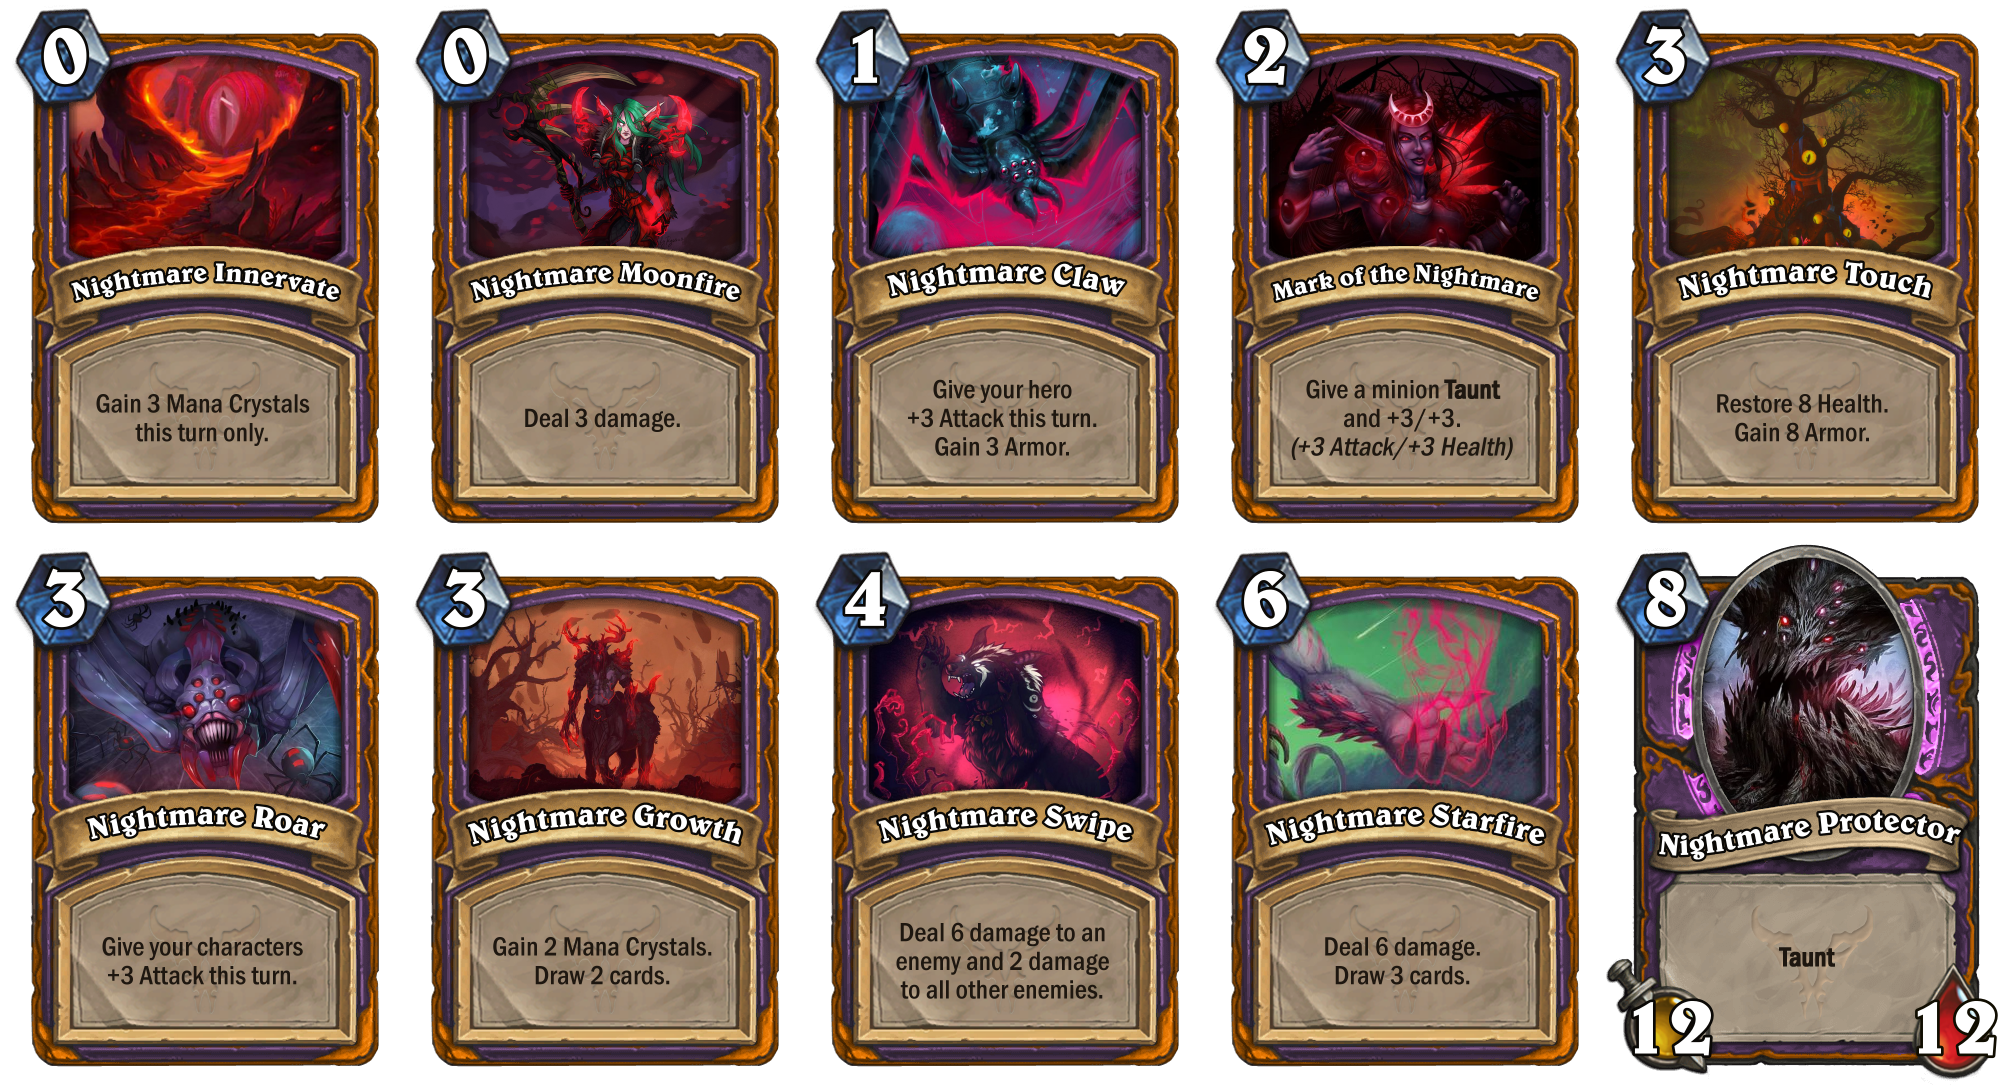 0
Nightmare Innervate
Gain 3 Mana Crystals
this turn only.
0
Nightmare Moonfire
Deal 3 damage.
1
Nightmare Claw
Give your hero
+3 Attack this turn.
Gain 3 Armor.
2
Mark of the Nightmare
Give a minion Taunt
and +3/+3.
(+3 Attack/+3 Health)
3
Nightmare Touch
Restore 8 Health.
Gain 8 Armor.
3
Nightmare Roar
Give your characters
+3 Attack this turn.
3
Nightmare Growth
Gain 2 Mana Crystals.
Draw 2 cards.
4
Nightmare Swipe
Deal 6 damage to an
enemy and 2 damage
to all other enemies.
6
Nightmare Starfire
Deal 6 damage.
Draw 3 cards.
8
Nightmare Protector
Taunt
12
12